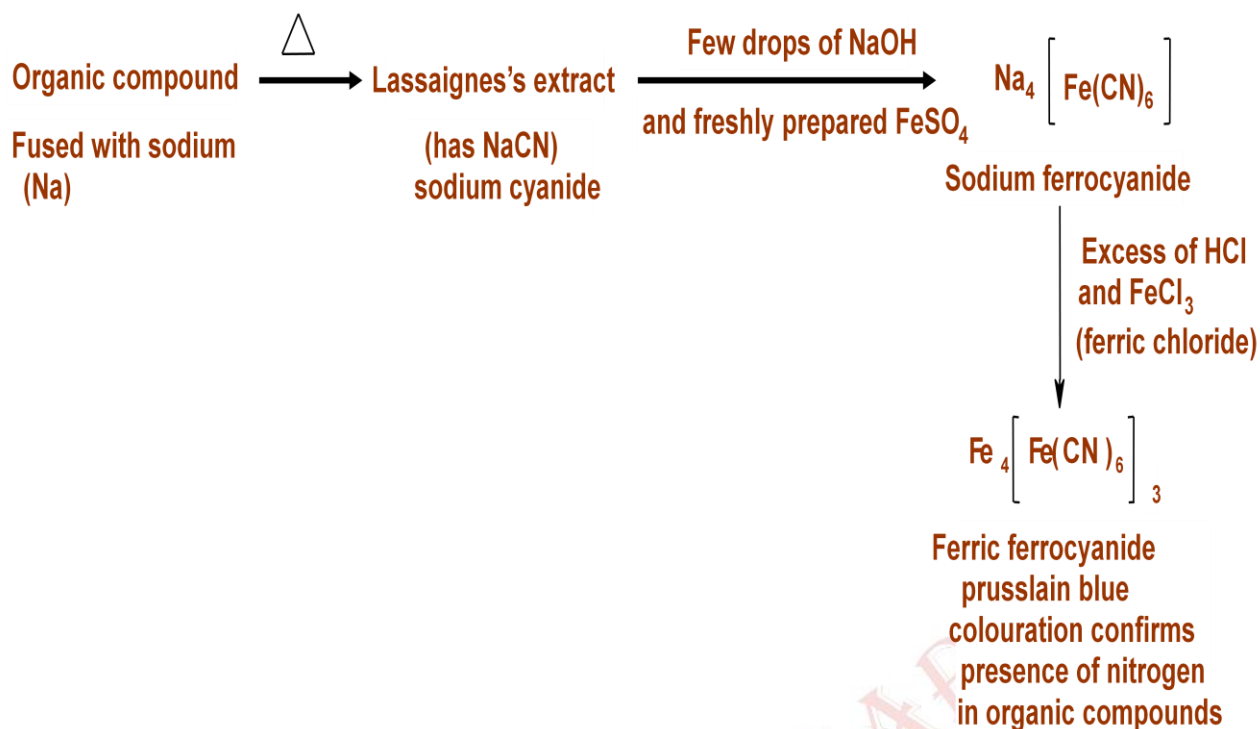 Organic compound
Fused with sodium
(Na)
△
Lassaignes's extract
(has NaCN)
sodium cyanide
Few drops of NaOH
and freshly prepared FeSO₄
Na₄ [Fe(CN)₆]
Sodium ferrocyanide
Excess of HCl
and FeCl₃
(ferric chloride)
Fe₄[Fe(CN)₆]₃
Ferric ferrocyanide
prusslain blue
colouration confirms
presence of nitrogen
in organic compounds